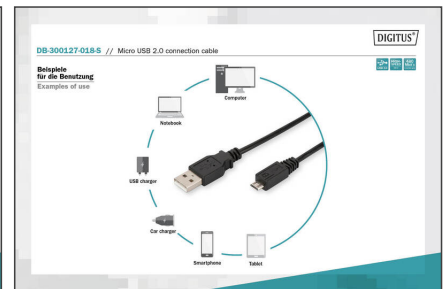 DIGITUS®
DB-300127-018-S // Micro USB 2.0 connection cable
Beispiele
für die Benutzung
Examples of use
Computer
Notebook
USB charger
Car charger
Smartphone
Tablet